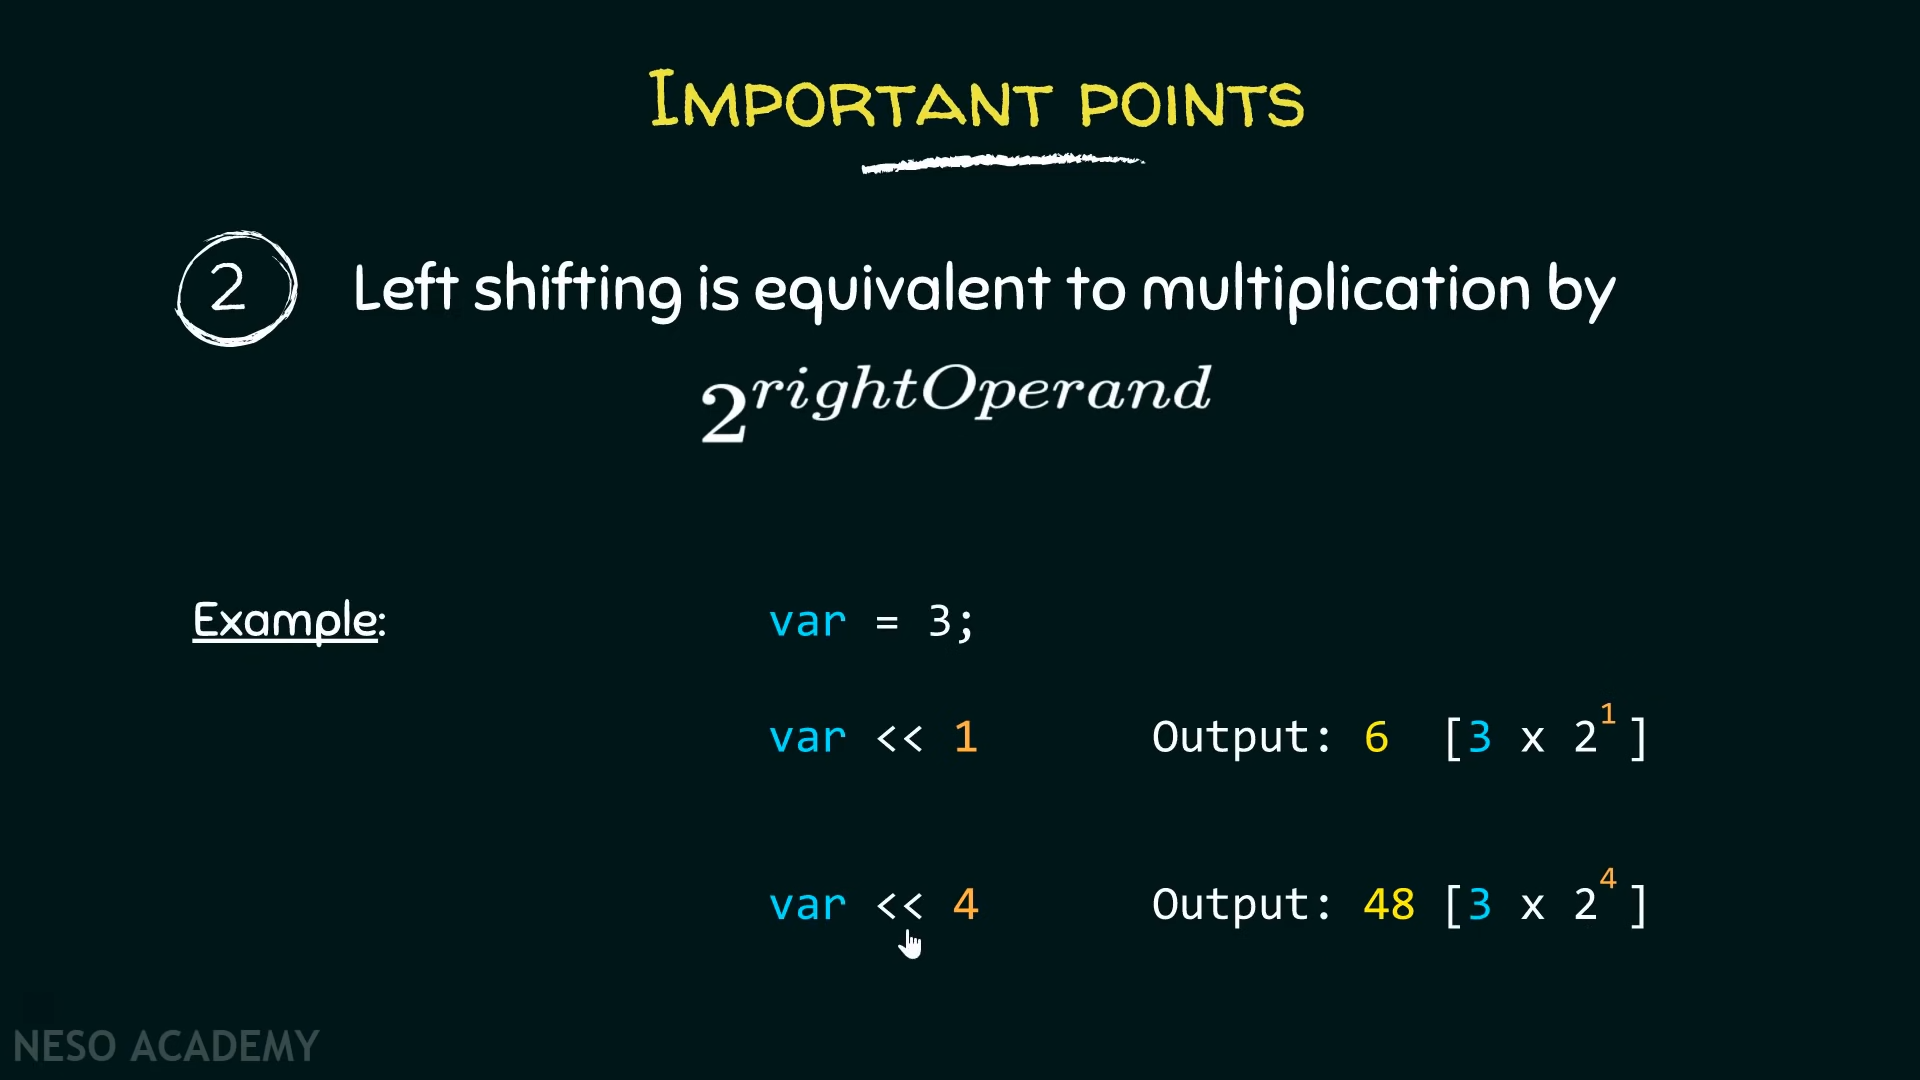 IMPORTANT POINTS
2 Left shifting is equivalent to multiplication by
2^rightOperand
Example: var = 3;
var << 1 Output: 6 [3 x 2^1]
var << 4 Output: 48 [3 x 2^4]
NESO ACADEMY